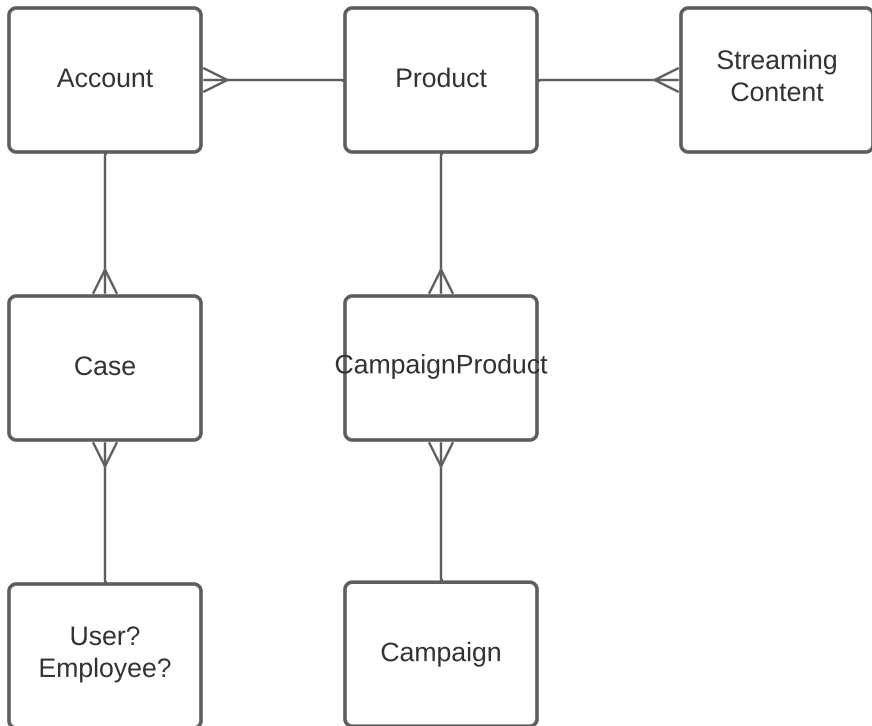 Account
Product
Streaming
Content
Case
CampaignProduct
User?
Employee?
Campaign